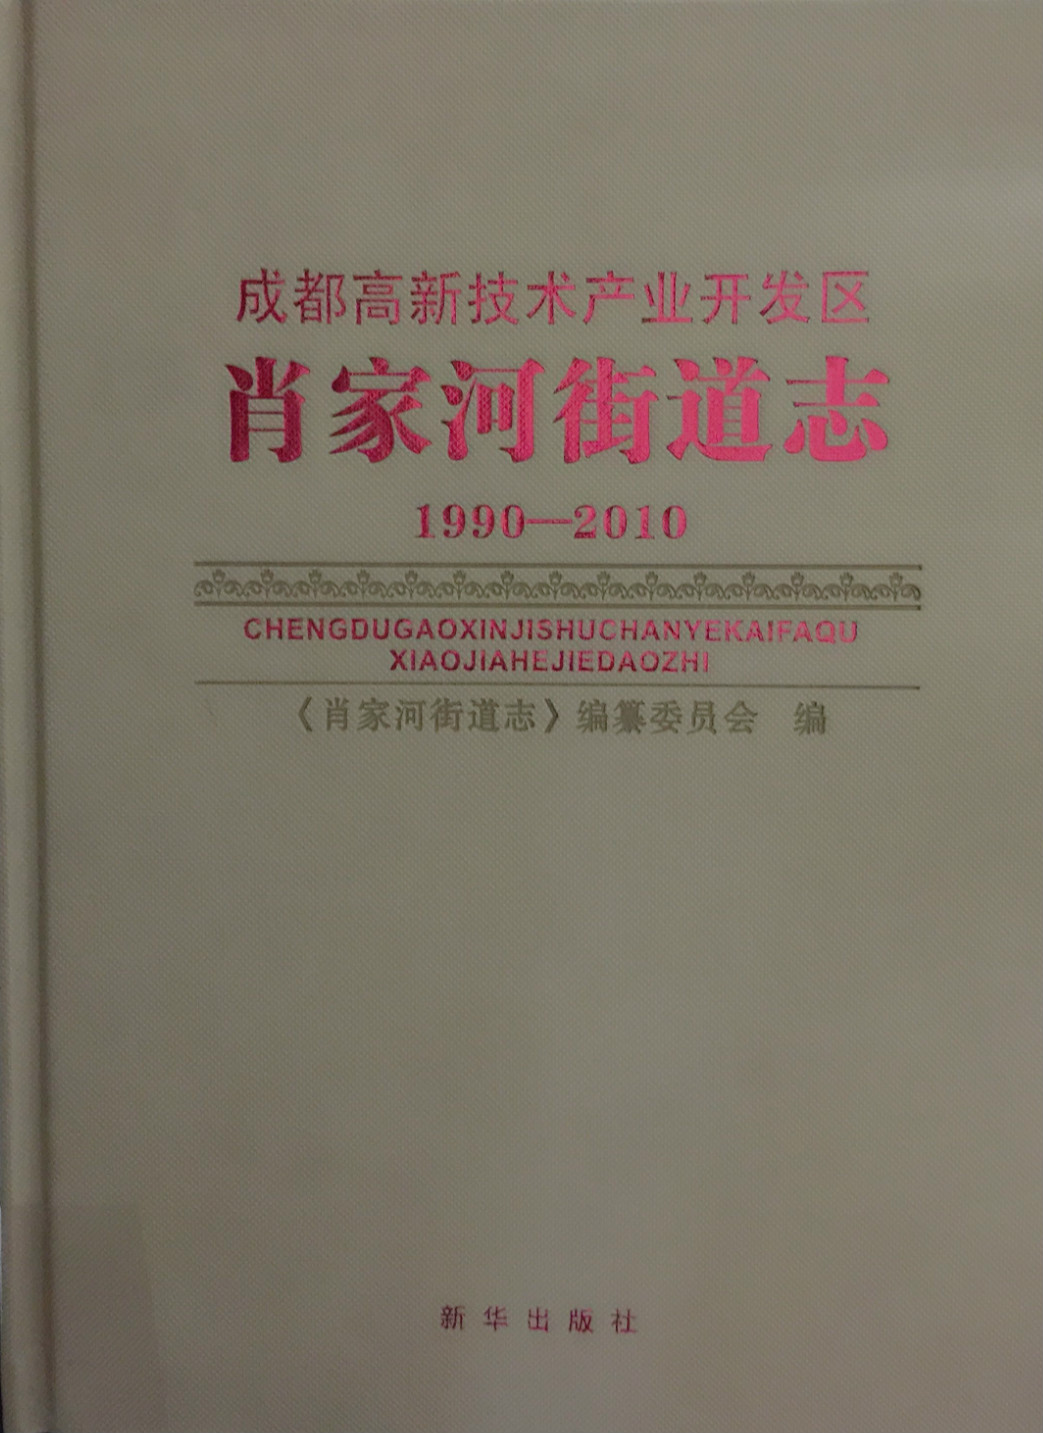 成都高新技术产业开发区
肖家河街道志
1990—2010
CHENGDUGAOXINJISHUCHANYEKAIFAQU
XIAOJIAHEJIEDAOZHI
《肖家河街道志》编纂委员会 编
新华出版社